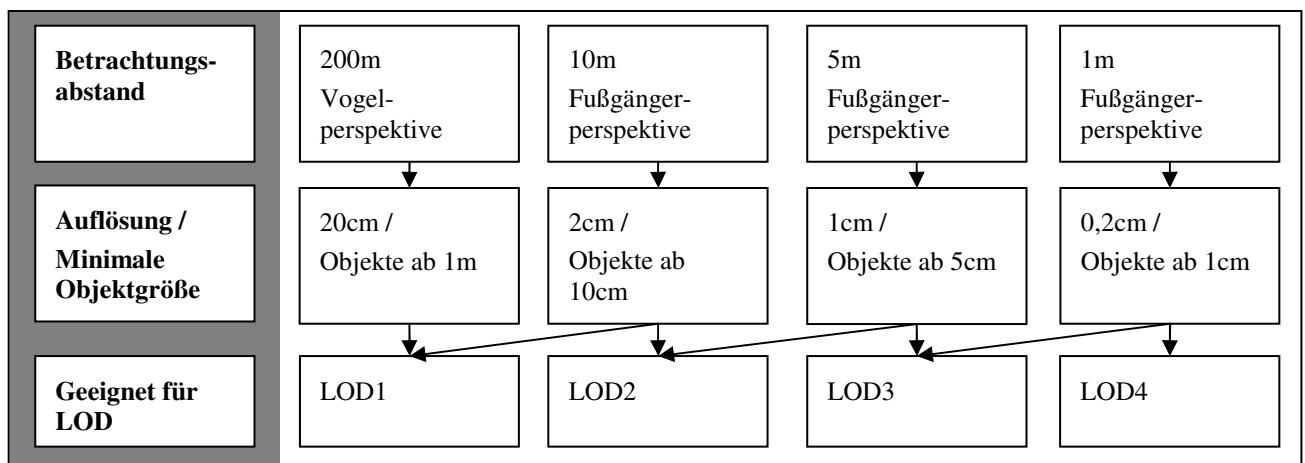 Betrachtungs-
abstand
200m
Vogel-
perspektive
10m
Fußgänger-
perspektive
5m
Fußgänger-
perspektive
1m
Fußgänger-
perspektive
Auflösung /
Minimale
Objektgröße
20cm /
Objekte ab 1m
2cm /
Objekte ab
10cm
1cm /
Objekte ab 5cm
0,2cm /
Objekte ab 1cm
Geeignet für
LOD
LOD1
LOD2
LOD3
LOD4